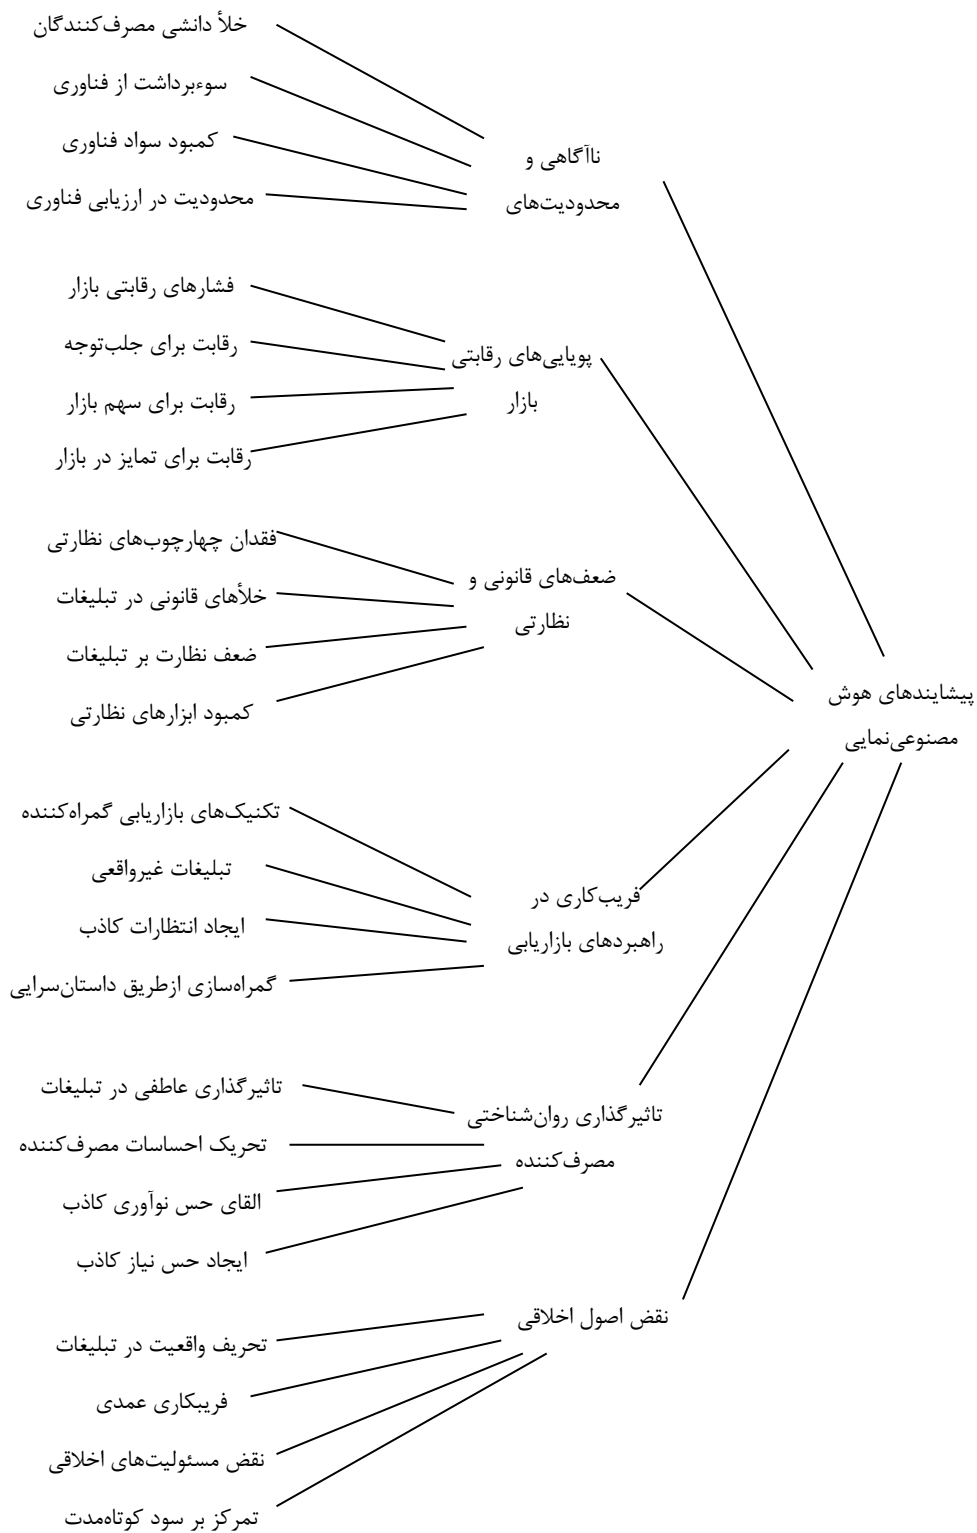 پیشایندهای هوش
مصنوعی‌نمایی
ناآگاهی و
محدودیت‌های
خلأ دانشی مصرف‌کنندگان
سوءبرداشت از فناوری
کمبود سواد فناوری
محدودیت در ارزیابی فناوری
پویایی‌های رقابتی
بازار
فشارهای رقابتی بازار
رقابت برای جلب‌توجه
رقابت برای سهم بازار
رقابت برای تمایز در بازار
ضعف‌های قانونی و
نظارتی
فقدان چهارچوب‌های نظارتی
خلأهای قانونی در تبلیغات
ضعف نظارت بر تبلیغات
کمبود ابزارهای نظارتی
فریب‌کاری در
راهبردهای بازاریابی
تکنیک‌های بازاریابی گمراه‌کننده
تبلیغات غیرواقعی
ایجاد انتظارات کاذب
گمراه‌سازی ازطریق داستان‌سرایی
تاثیرگذاری روان‌شناختی
مصرف‌کننده
تاثیرگذاری عاطفی در تبلیغات
تحریک احساسات مصرف‌کننده
القای حس نوآوری کاذب
ایجاد حس نیاز کاذب
نقض اصول اخلاقی
تحریف واقعیت در تبلیغات
فریبکاری عمدی
نقض مسئولیت‌های اخلاقی
تمرکز بر سود کوتاه‌مدت